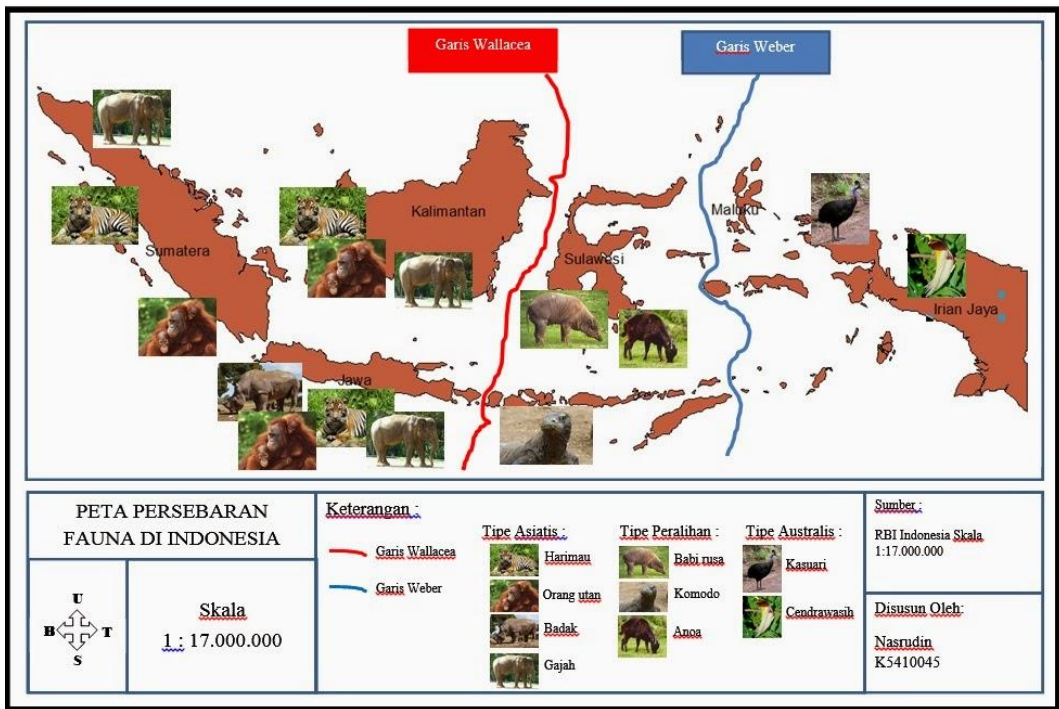 Garis Wallacea
Garis Weber
Kalimantan
Maluku
Sumatera
Sulawesi
Irian Jaya
Jawa
PETA PERSEBARAN
FAUNA DI INDONESIA
U
B
T
S
Skala
1 : 17.000.000
Keterangan :
Garis Wallacea
Garis Weber
Tipe Asiatis :
Harimau
Orang utan
Badak
Gajah
Tipe Peralihan :
Babi rusa
Komodo
Anoa
Tipe Australis :
Kasuari
Cendrawasih
Sumber :
RBI Indonesia Skala
1:17.000.000
Disusun Oleh:
Nasrudin
K5410045